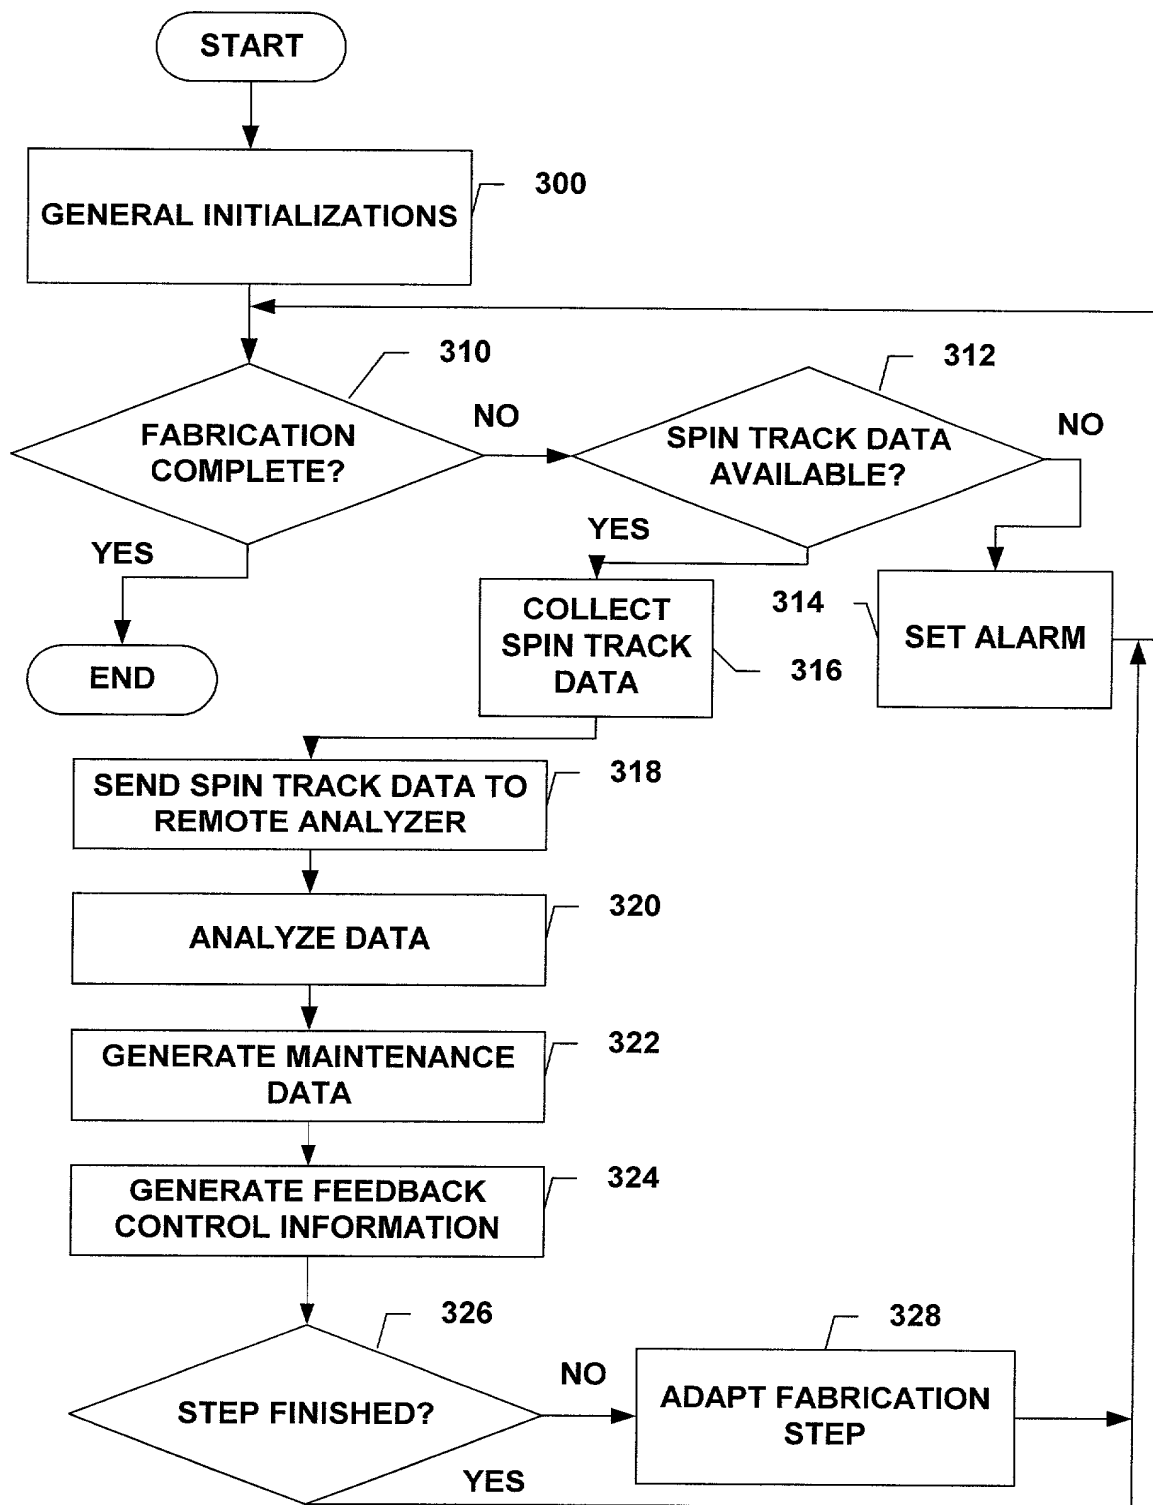 START
300
GENERAL INITIALIZATIONS
310
312
NO
NO
FABRICATION
COMPLETE?
SPIN TRACK DATA
AVAILABLE?
YES
YES
314
COLLECT
SPIN TRACK
DATA
SET ALARM
316
END
318
SEND SPIN TRACK DATA TO
REMOTE ANALYZER
320
ANALYZE DATA
322
GENERATE MAINTENANCE
DATA
324
GENERATE FEEDBACK
CONTROL INFORMATION
326
328
NO
STEP FINISHED?
ADAPT FABRICATION
STEP
YES